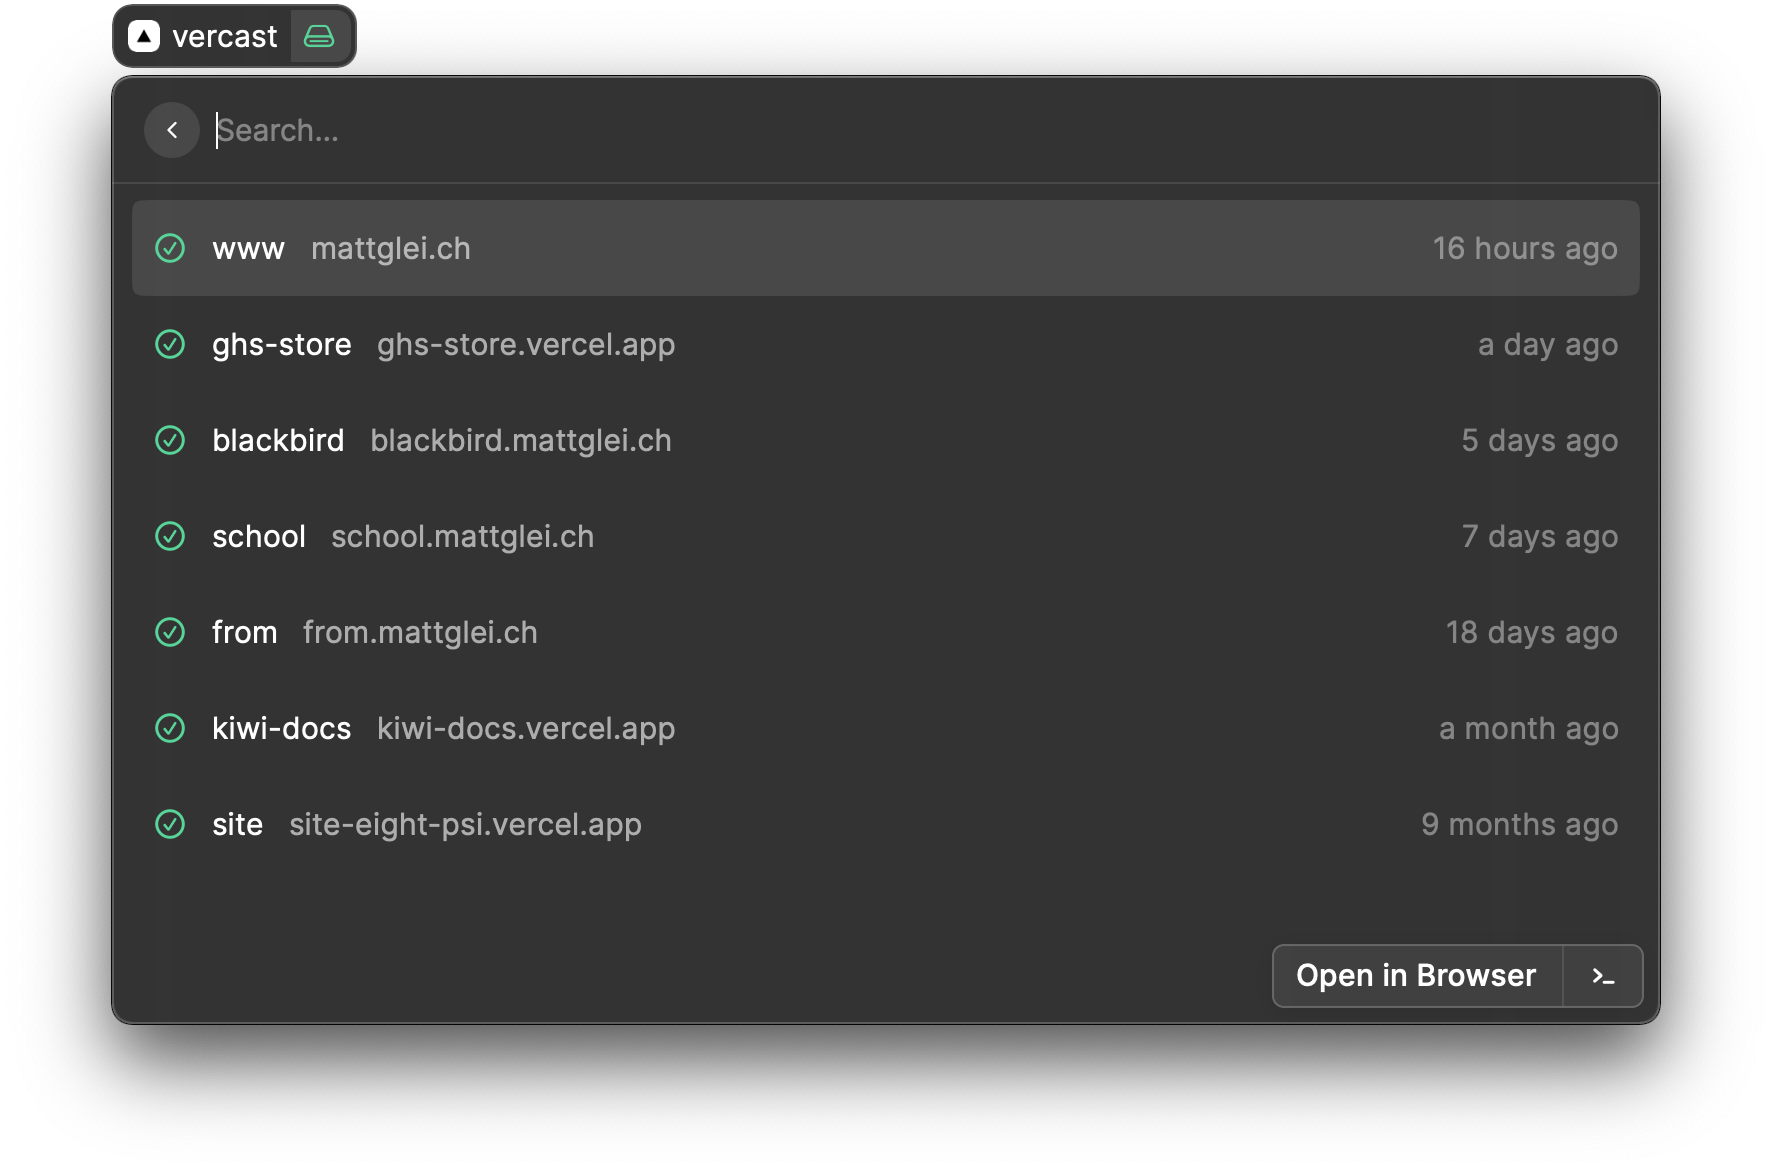 vercast
Search...
www mattglei.ch 16 hours ago
ghs-store ghs-store.vercel.app a day ago
blackbird blackbird.mattglei.ch 5 days ago
school school.mattglei.ch 7 days ago
from from.mattglei.ch 18 days ago
kiwi-docs kiwi-docs.vercel.app a month ago
site site-eight-psi.vercel.app 9 months ago
Open in Browser